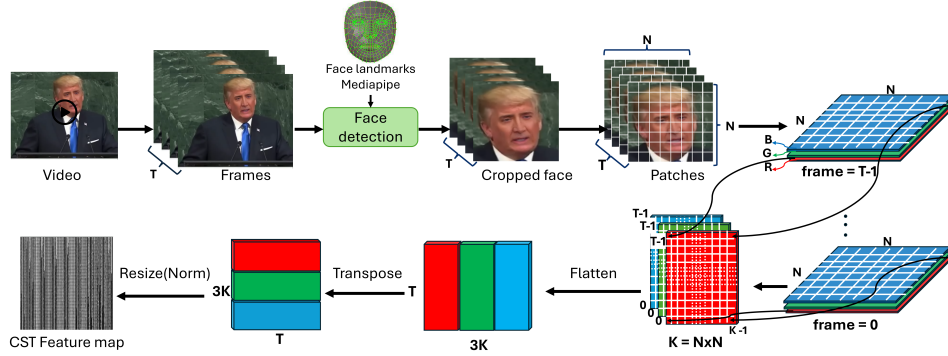 Face landmarks
Mediapipe
Face
detection
Video
T
Frames
Cropped face
N
N
T
Patches
N
N
B
G
R
frame = T-1
N
N
frame = 0
T-1
T-1
T-1
0
0
0
K -1
K = NxN
Flatten
T
3K
Transpose
3K
T
Resize(Norm)
CST Feature map